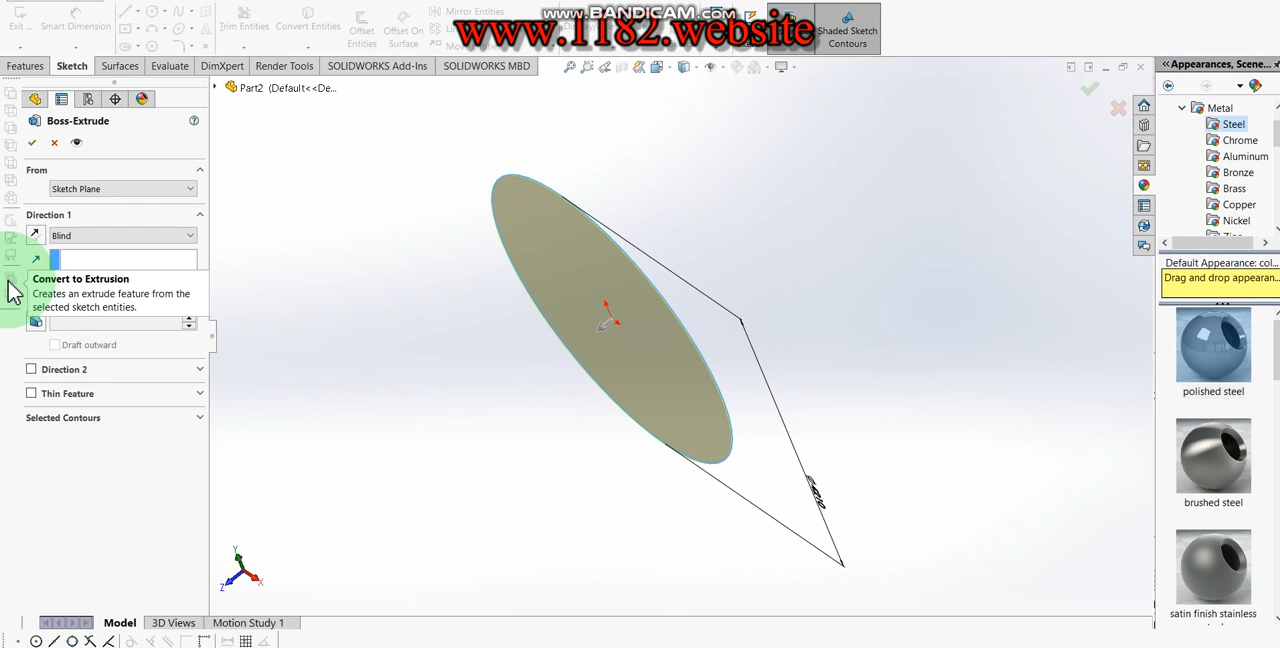 www.BANDICAM.com
www.1182.website
Exit ...
Smart Dimension
Trim Entities
Convert Entities
Offset Entities
Offset On Surface
Mirror Entities
Shaded Sketch Contours
Features
Sketch
Surfaces
Evaluate
DimXpert
Render Tools
SOLIDWORKS Add-Ins
SOLIDWORKS MBD
Part2 (Default<<De...
Boss-Extrude
From
Sketch Plane
Direction 1
Blind
Convert to Extrusion
Creates an extrude feature from the
selected sketch entities.
Draft outward
Direction 2
Thin Feature
Selected Contours
Y
Z
X
Model
3D Views
Motion Study 1
Appearances, Scene...
Metal
Steel
Chrome
Aluminum
Bronze
Brass
Copper
Nickel
Default Appearance: col...
Drag and drop appearan...
polished steel
brushed steel
satin finish stainless